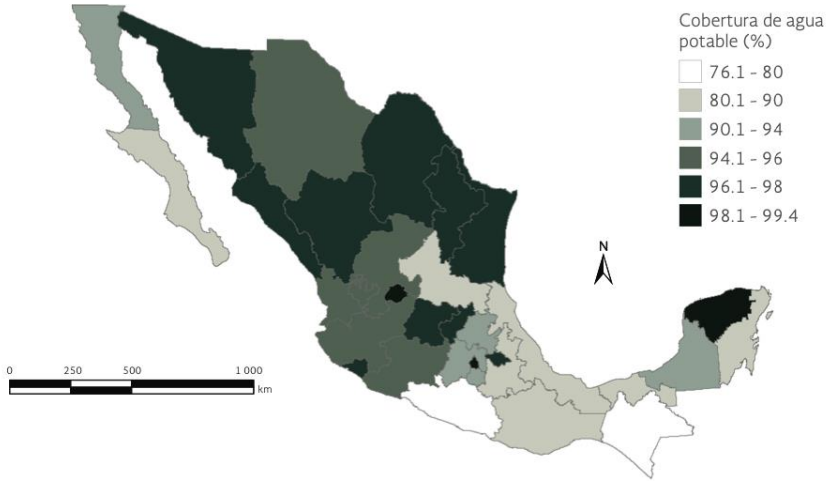 Cobertura de agua
potable (%)
76.1 - 80
80.1 - 90
90.1 - 94
94.1 - 96
96.1 - 98
98.1 - 99.4
N
0 250 500 1 000
km